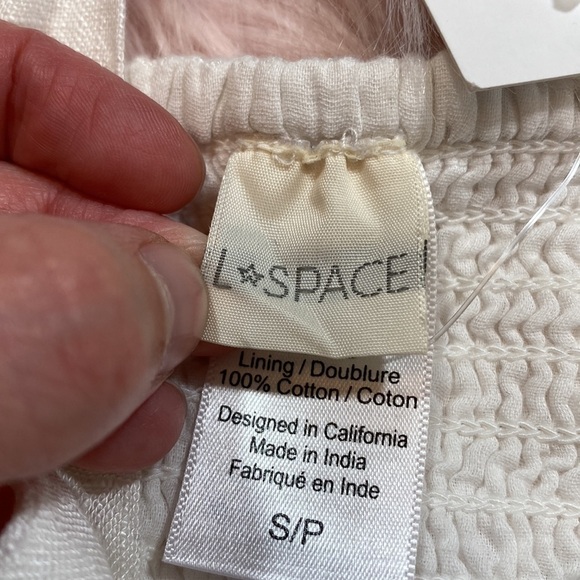 L☆SPACE
Lining / Doublure
100% Cotton / Coton
Designed in California
Made in India
Fabriqué en Inde
S/P